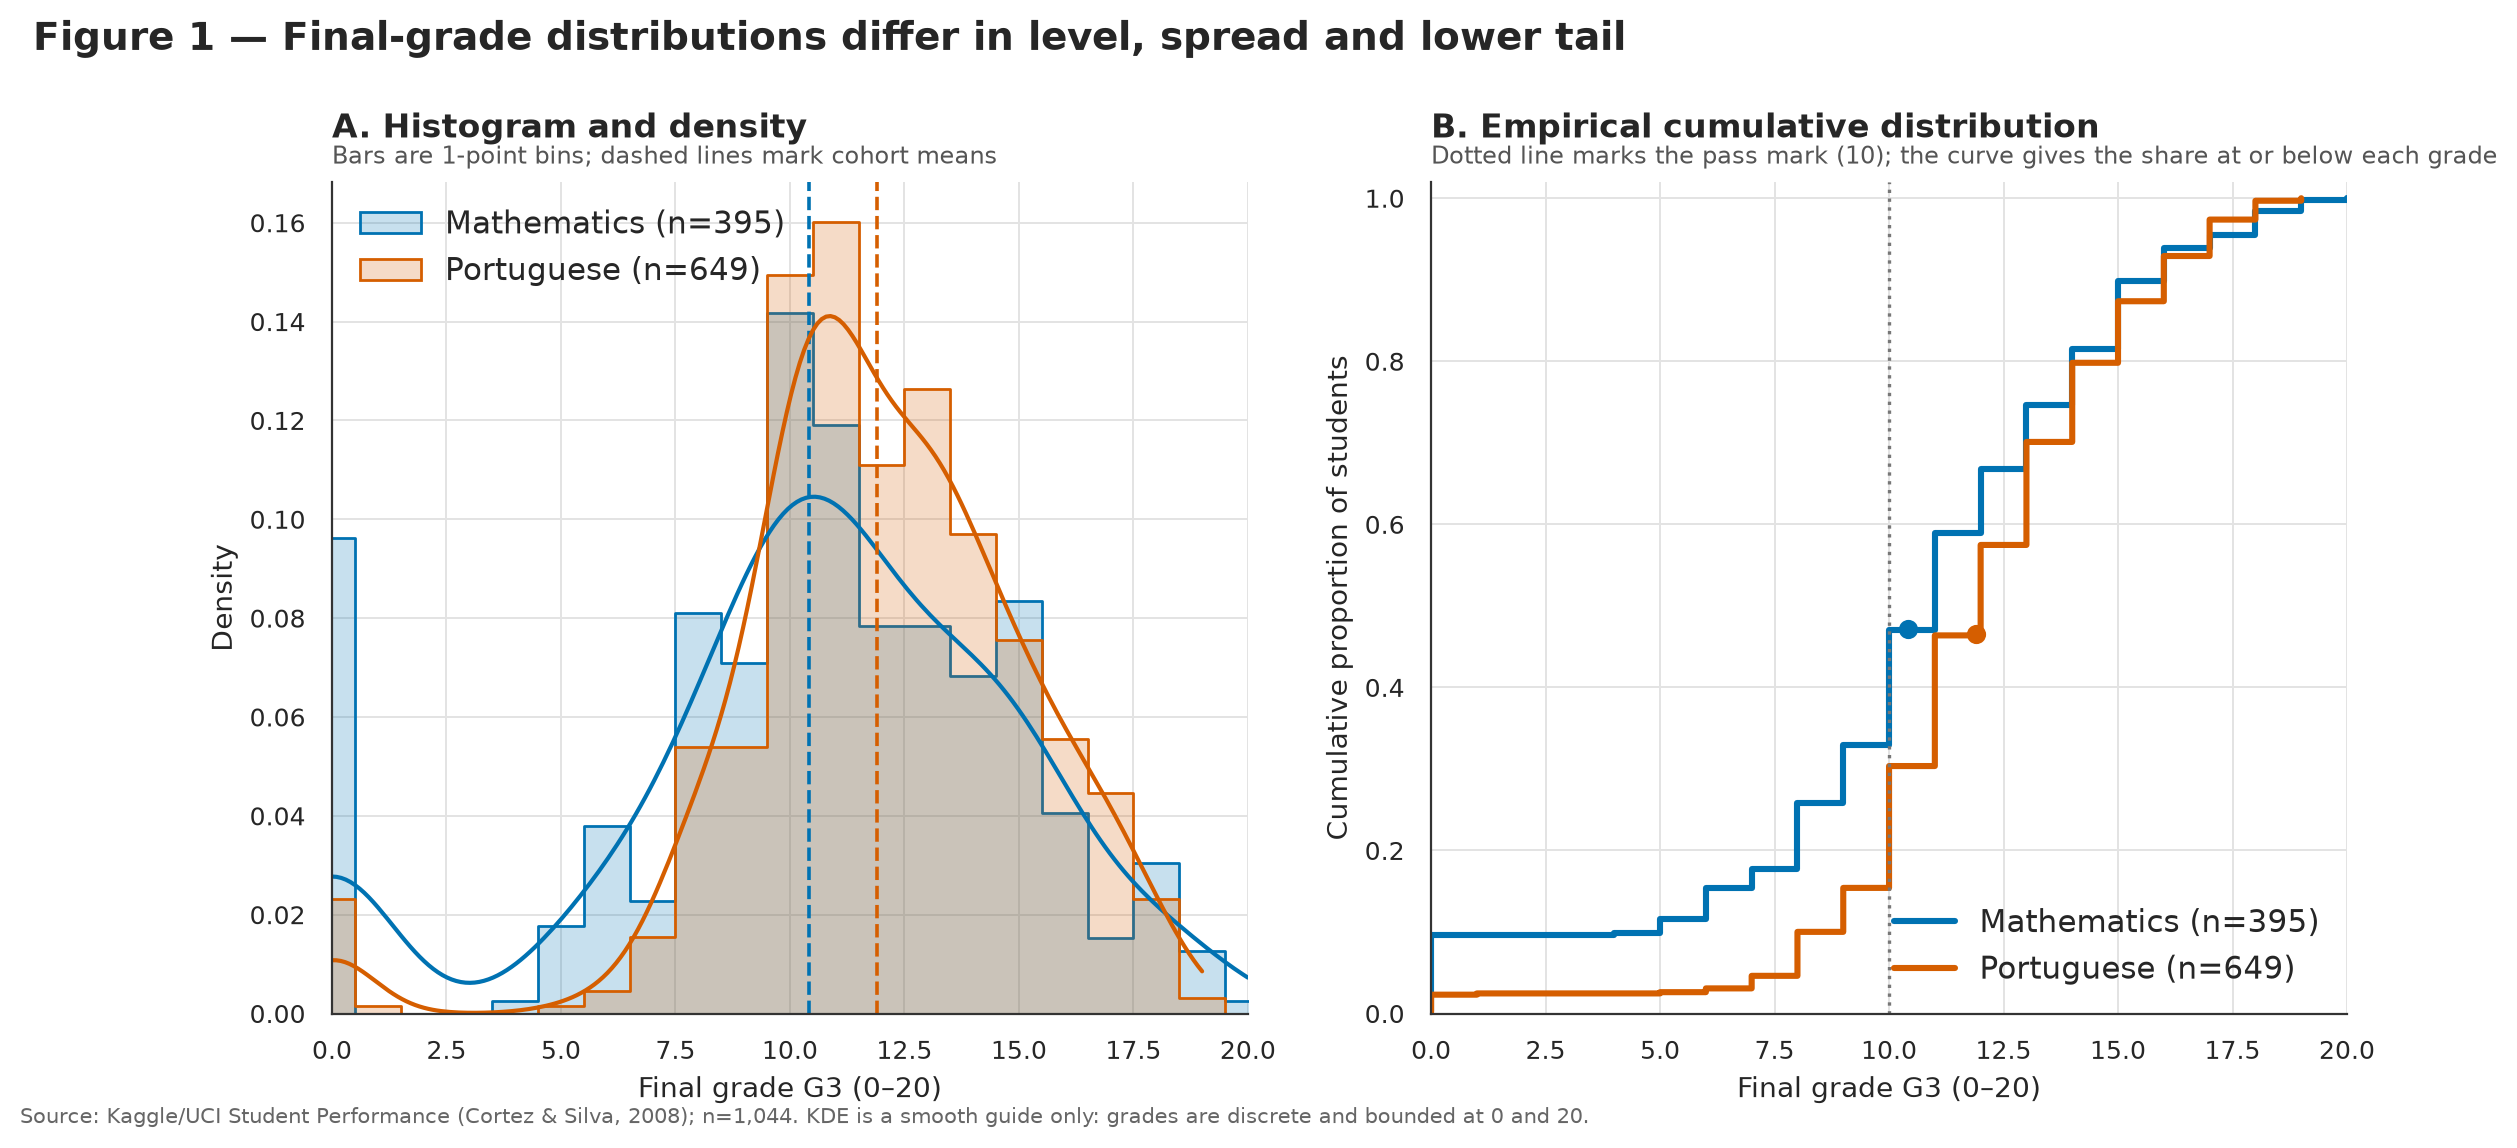 Figure 1 — Final-grade distributions differ in level, spread and lower tail
A. Histogram and density
Bars are 1-point bins; dashed lines mark cohort means
Mathematics (n=395)
Portuguese (n=649)
Density
0.16
0.14
0.12
0.10
0.08
0.06
0.04
0.02
0.00
0.0 2.5 5.0 7.5 10.0 12.5 15.0 17.5 20.0
Final grade G3 (0–20)
B. Empirical cumulative distribution
Dotted line marks the pass mark (10); the curve gives the share at or below each grade
Cumulative proportion of students
1.0
0.8
0.6
0.4
0.2
0.0
Mathematics (n=395)
Portuguese (n=649)
0.0 2.5 5.0 7.5 10.0 12.5 15.0 17.5 20.0
Final grade G3 (0–20)
Source: Kaggle/UCI Student Performance (Cortez & Silva, 2008); n=1,044. KDE is a smooth guide only: grades are discrete and bounded at 0 and 20.